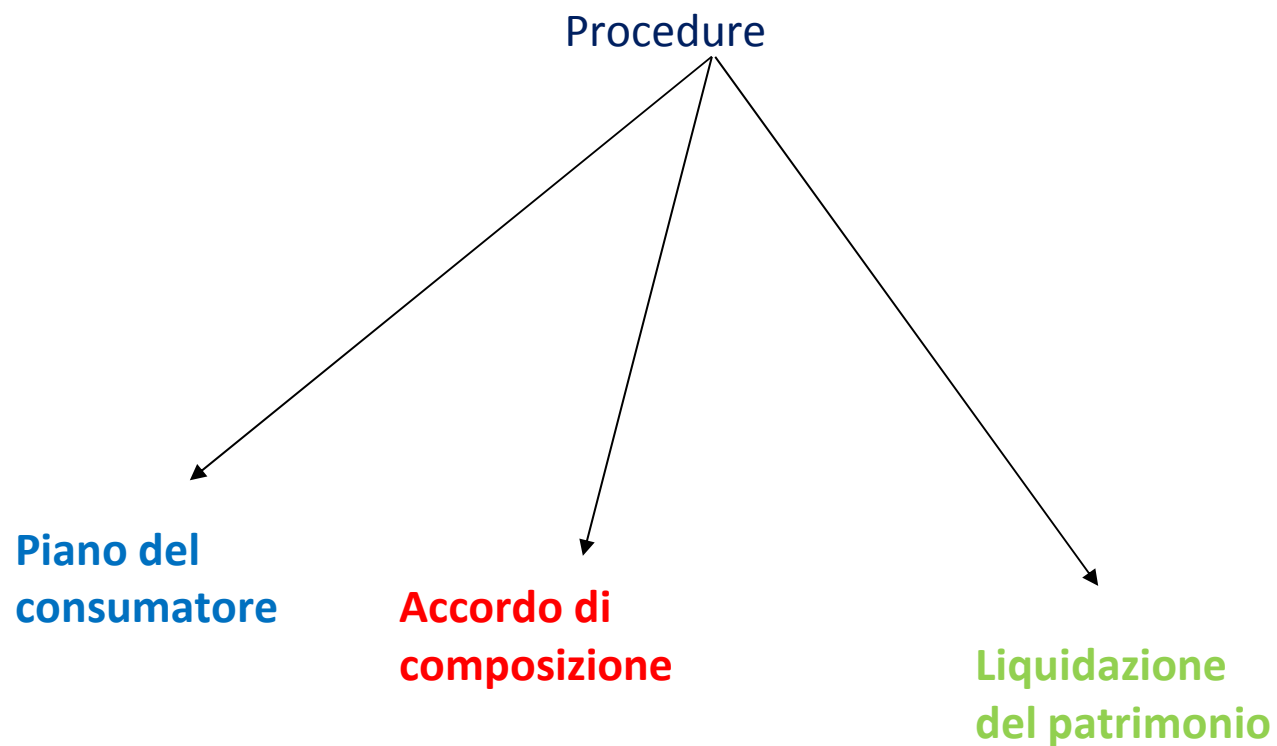 Procedure
Piano del
consumatore
Accordo di
composizione
Liquidazione
del patrimonio